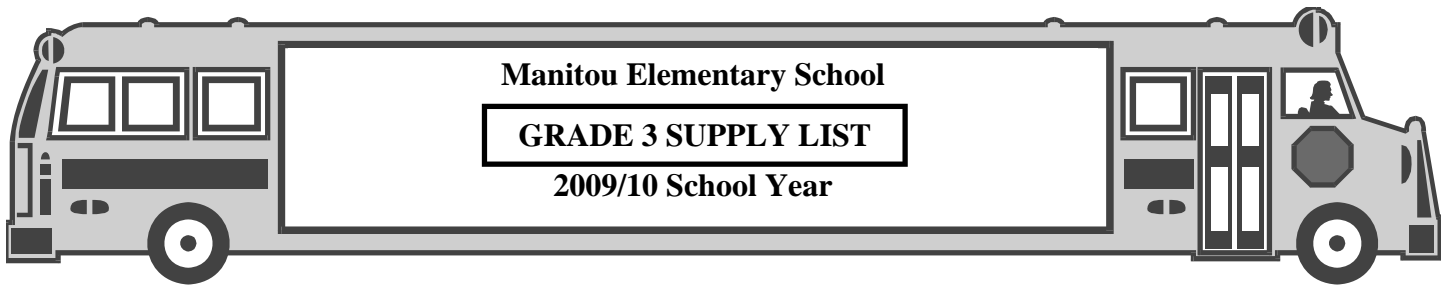 Manitou Elementary School
GRADE 3 SUPPLY LIST
2009/10 School Year